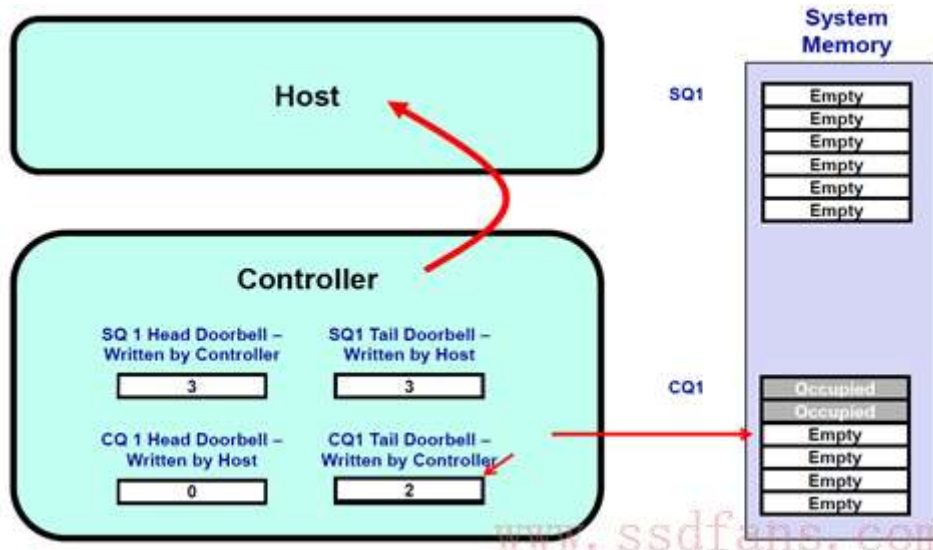 System
Memory
Host
SQ1
Empty
Empty
Empty
Empty
Empty
Empty
Controller
SQ 1 Head Doorbell –
Written by Controller
3
SQ1 Tail Doorbell –
Written by Host
3
CQ 1 Head Doorbell –
Written by Host
0
CQ1 Tail Doorbell –
Written by Controller
2
CQ1
Occupied
Occupied
Empty
Empty
Empty
Empty
www.ssdfans.com